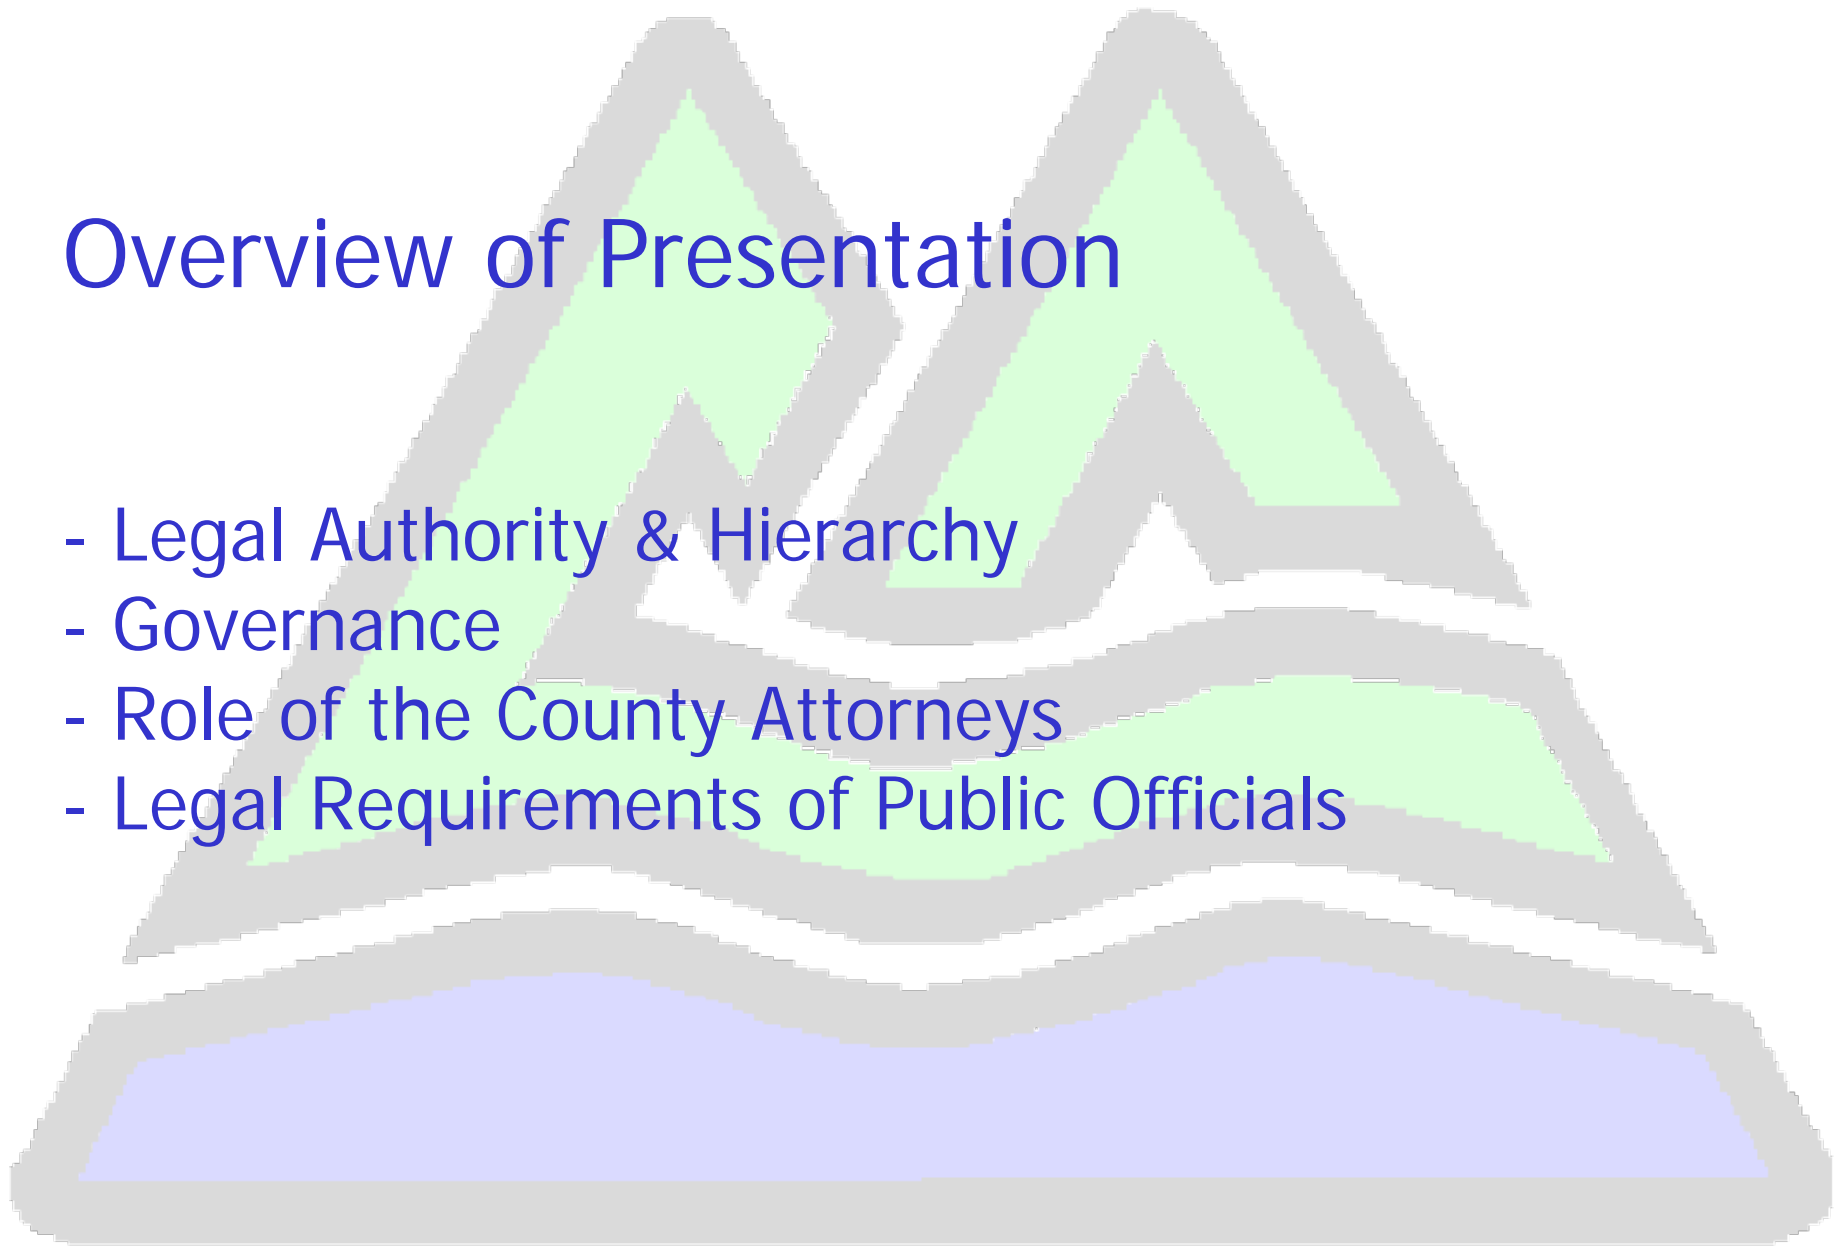 Overview of Presentation
- Legal Authority & Hierarchy
- Governance
- Role of the County Attorneys
- Legal Requirements of Public Officials